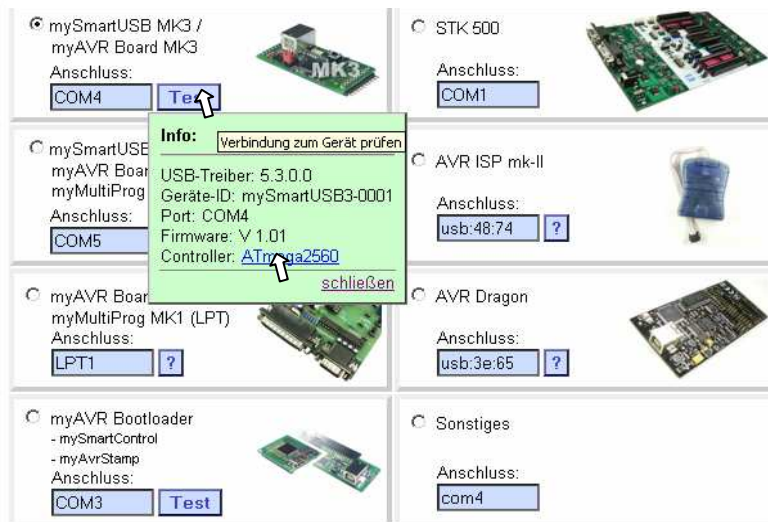 mySmartUSB MK3 /
myAVR Board MK3
Anschluss:
COM4
MK3
STK 500
Anschluss:
COM1
Info:
Verbindung zum Gerät prüfen
USB-Treiber: 5.3.0.0
Geräte-ID: mySmartUSB3-0001
Port: COM4
Firmware: V 1.01
Controller: ATmega2560
schließen
mySmartUSB
myAVR Boar
myMultiProg
Anschluss:
COM5
AVR ISP mk-II
Anschluss:
usb:48:74 ?
myAVR Boar
myMultiProg MK1 (LPT)
Anschluss:
LPT1 ?
AVR Dragon
Anschluss:
usb:3e:65 ?
myAVR Bootloader
- mySmartControl
- myAvrStamp
Anschluss:
COM3 Test
Sonstiges
Anschluss:
com4